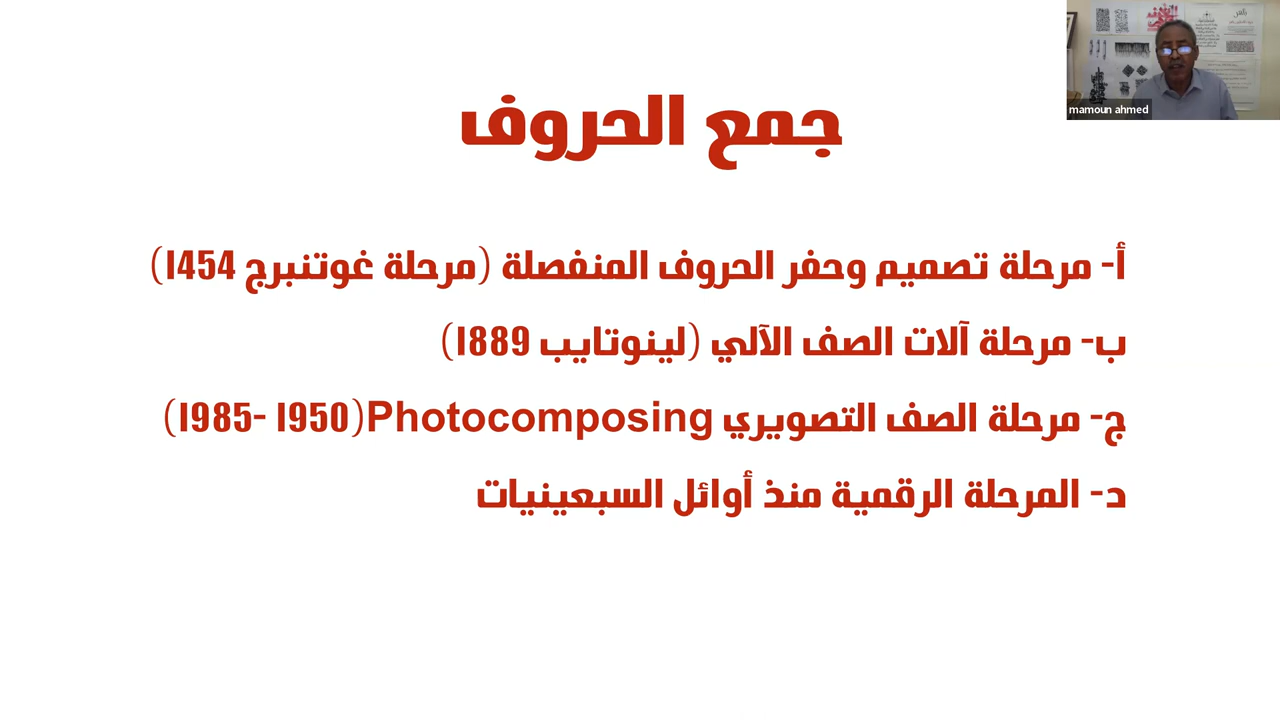 جمع الحروف
أ- مرحلة تصميم وحفر الحروف المنفصلة (مرحلة غوتنبرج 1454)
ب- مرحلة آلات الصف الآلي (لينوتايب 1889)
ج- مرحلة الصف التصويري Photocomposing(1950 -1985)
د- المرحلة الرقمية منذ أوائل السبعينيات
mamoun ahmed